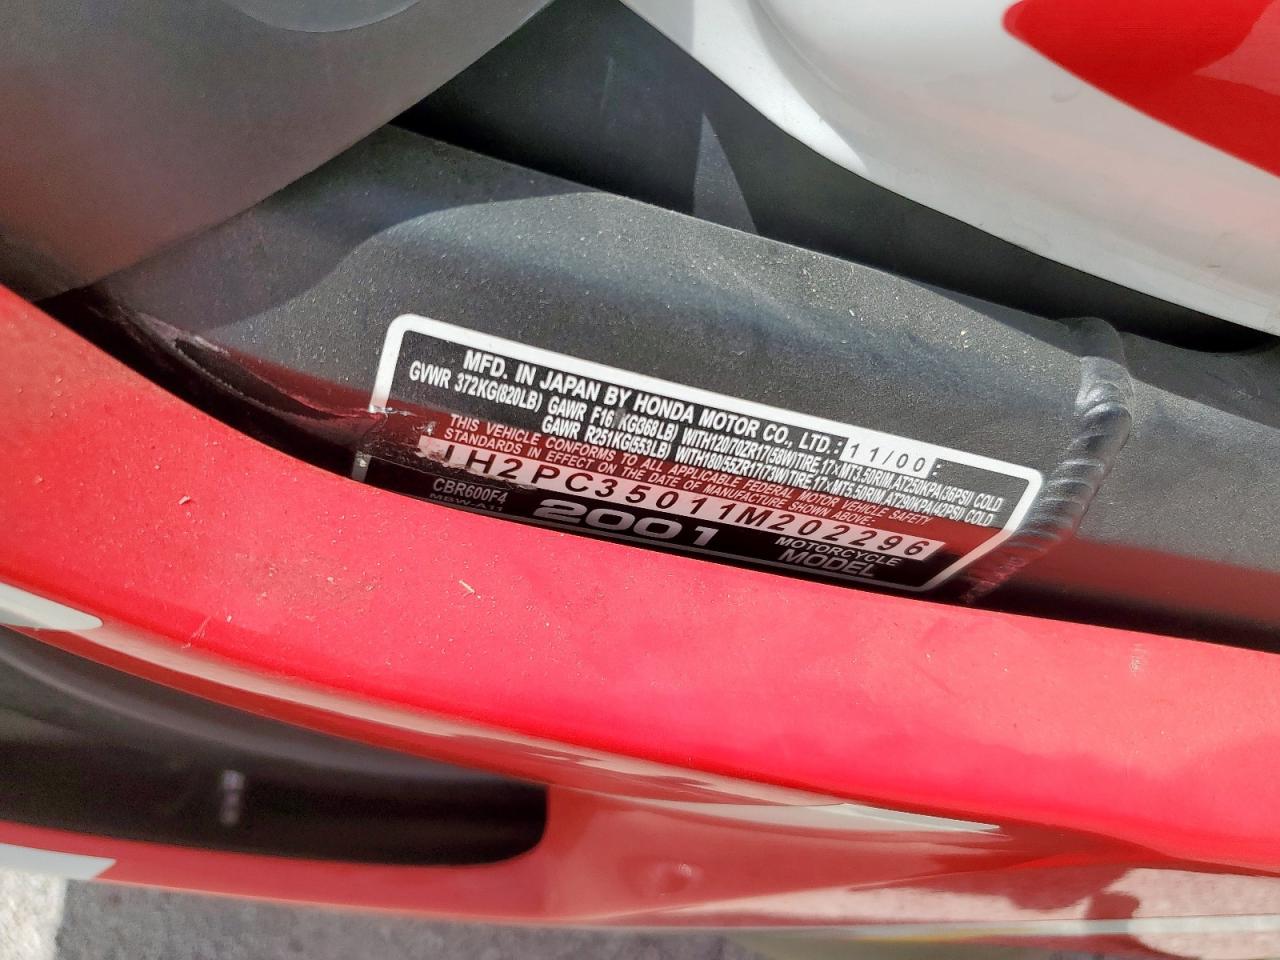 MFD. IN JAPAN BY HONDA MOTOR CO., LTD.: 11/00:
GVWR 372KG(820LB) GAWR F16 KG(368LB) WITH120/70ZR17(58W)TIRE,17×MT3.50RIM,AT250KPA(36PSI) COLD
GAWR R251KG(553LB) WITH180/55ZR17(73W)TIRE,17×MT5.50RIM,AT290KPA(42PSI) COLD
THIS VEHICLE CONFORMS TO ALL APPLICABLE FEDERAL MOTOR VEHICLE SAFETY
STANDARDS IN EFFECT ON THE DATE OF MANUFACTURE SHOWN ABOVE:
JH2PC35011M202296
CBR600F4 2001 MOTORCYCLE
MBW-A11 MODEL